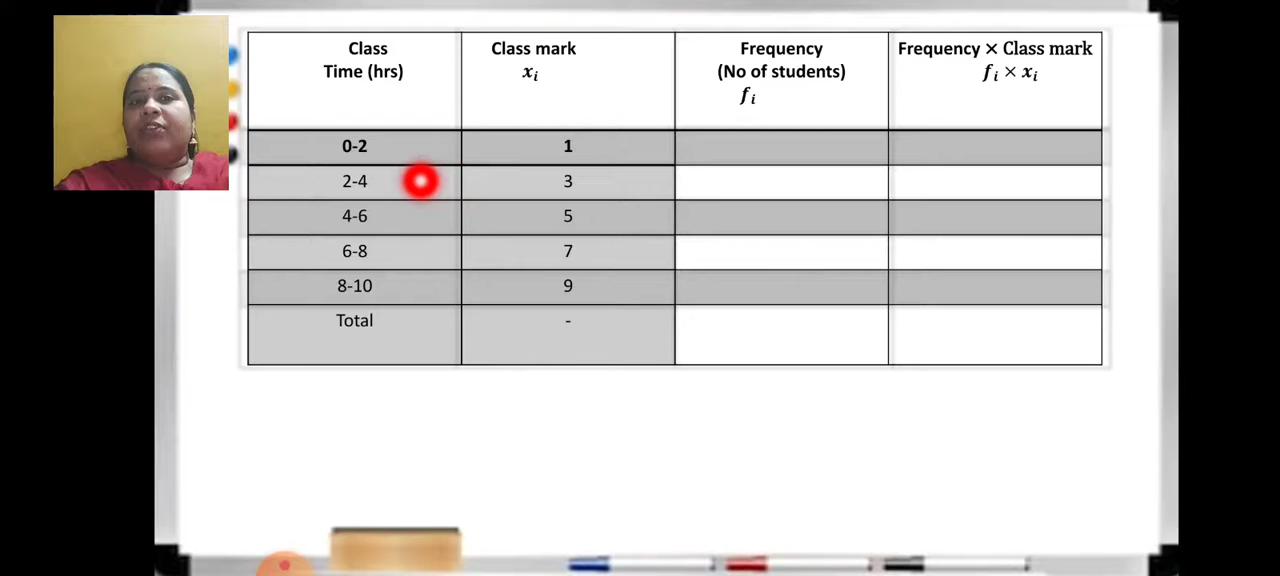 Class Class mark Frequency Frequency × Class mark
Time (hrs) xᵢ (No of students) fᵢ × xᵢ
fᵢ
0-2 1
2-4 3
4-6 5
6-8 7
8-10 9
Total -